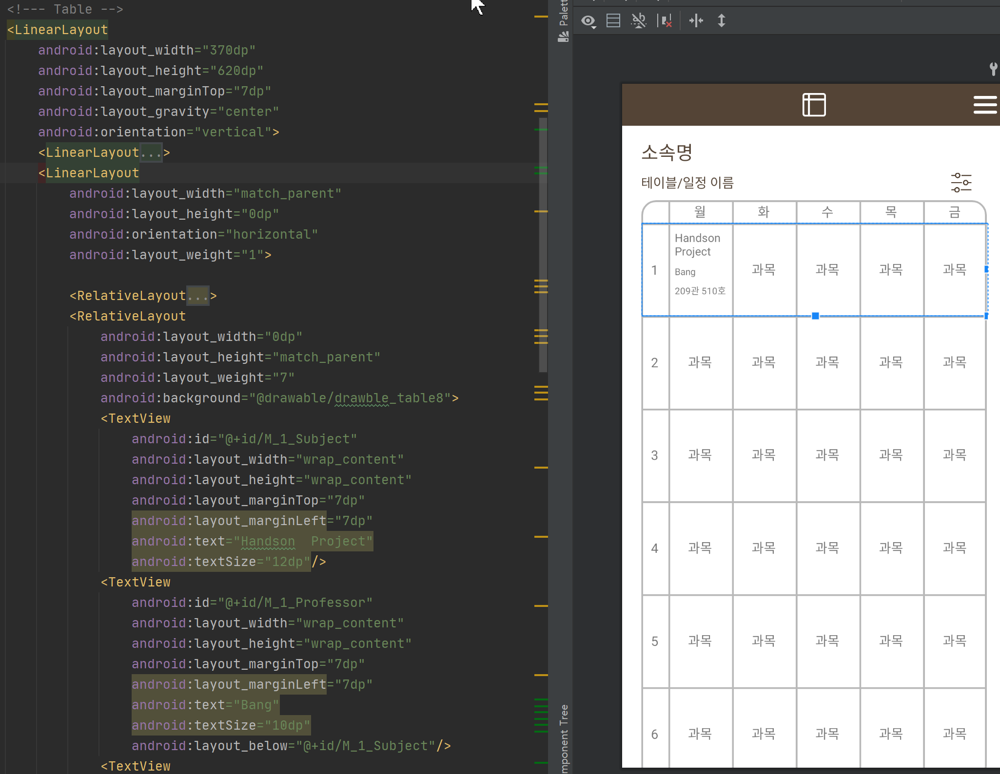 <!--- Table -->
<LinearLayout
android:layout_width="370dp"
android:layout_height="620dp"
android:layout_marginTop="7dp"
android:layout_gravity="center"
android:orientation="vertical">
<LinearLayout...>
<LinearLayout
android:layout_width="match_parent"
android:layout_height="0dp"
android:orientation="horizontal"
android:layout_weight="1">
<RelativeLayout...>
<RelativeLayout
android:layout_width="0dp"
android:layout_height="match_parent"
android:layout_weight="7"
android:background="@drawable/drawble_table8">
<TextView
android:id="@+id/M_1_Subject"
android:layout_width="wrap_content"
android:layout_height="wrap_content"
android:layout_marginTop="7dp"
android:layout_marginLeft="7dp"
android:text="Handson  Project"
android:textSize="12dp"/>
<TextView
android:id="@+id/M_1_Professor"
android:layout_width="wrap_content"
android:layout_height="wrap_content"
android:layout_marginTop="7dp"
android:layout_marginLeft="7dp"
android:text="Bang"
android:textSize="10dp"
android:layout_below="@+id/M_1_Subject"/>
<TextView
ab
소속명
테이블/일정 이름
월 화 수 목 금
Handson
Project
Bang
209관 510호
1 과목 과목 과목 과목
2 과목 과목 과목 과목 과목
3 과목 과목 과목 과목 과목
4 과목 과목 과목 과목 과목
5 과목 과목 과목 과목 과목
6 과목 과목 과목 과목 과목